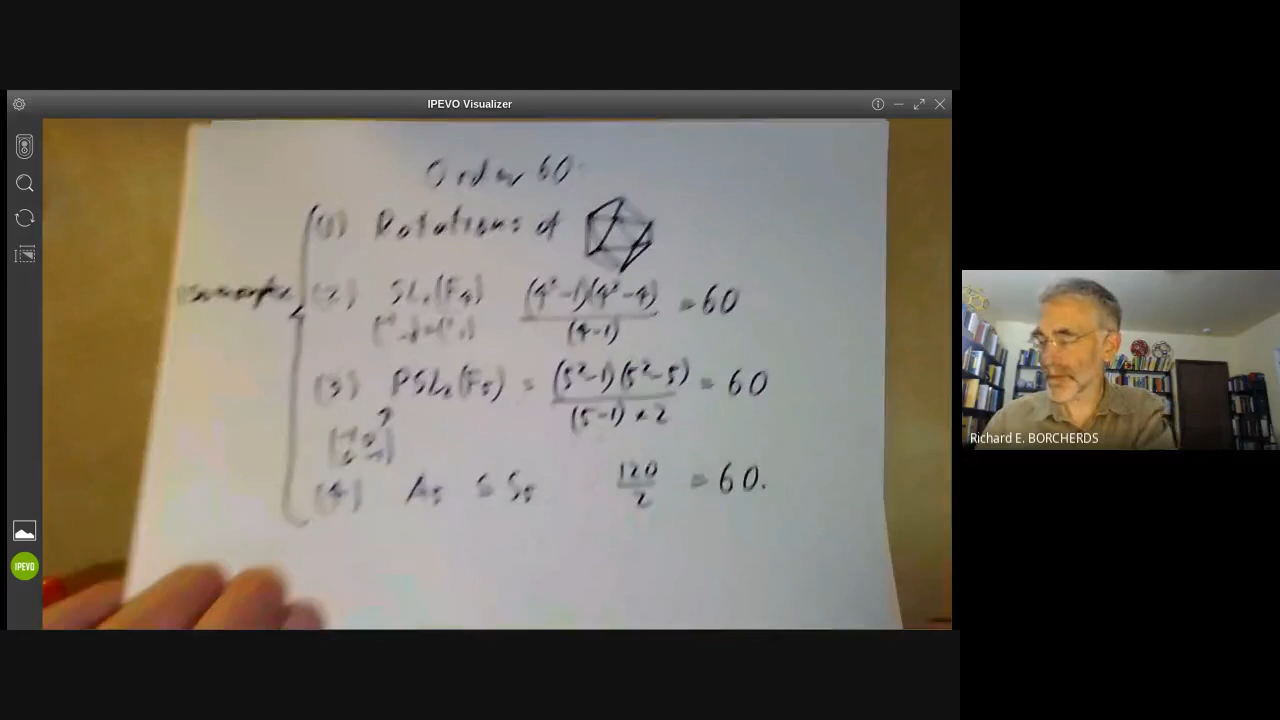 IPEVO Visualizer
Order 60.
(1) Rotations of
isomorphic
(2) SL₂(F₄) (4²-1)(4²-4)/(4-1) = 60
(3) PSL₂(F₅) = (5²-1)(5²-5)/((5-1)×2) = 60
(4) A₅ ⊆ S₅ 120/2 = 60.
IPEVO
Richard E. BORCHERDS